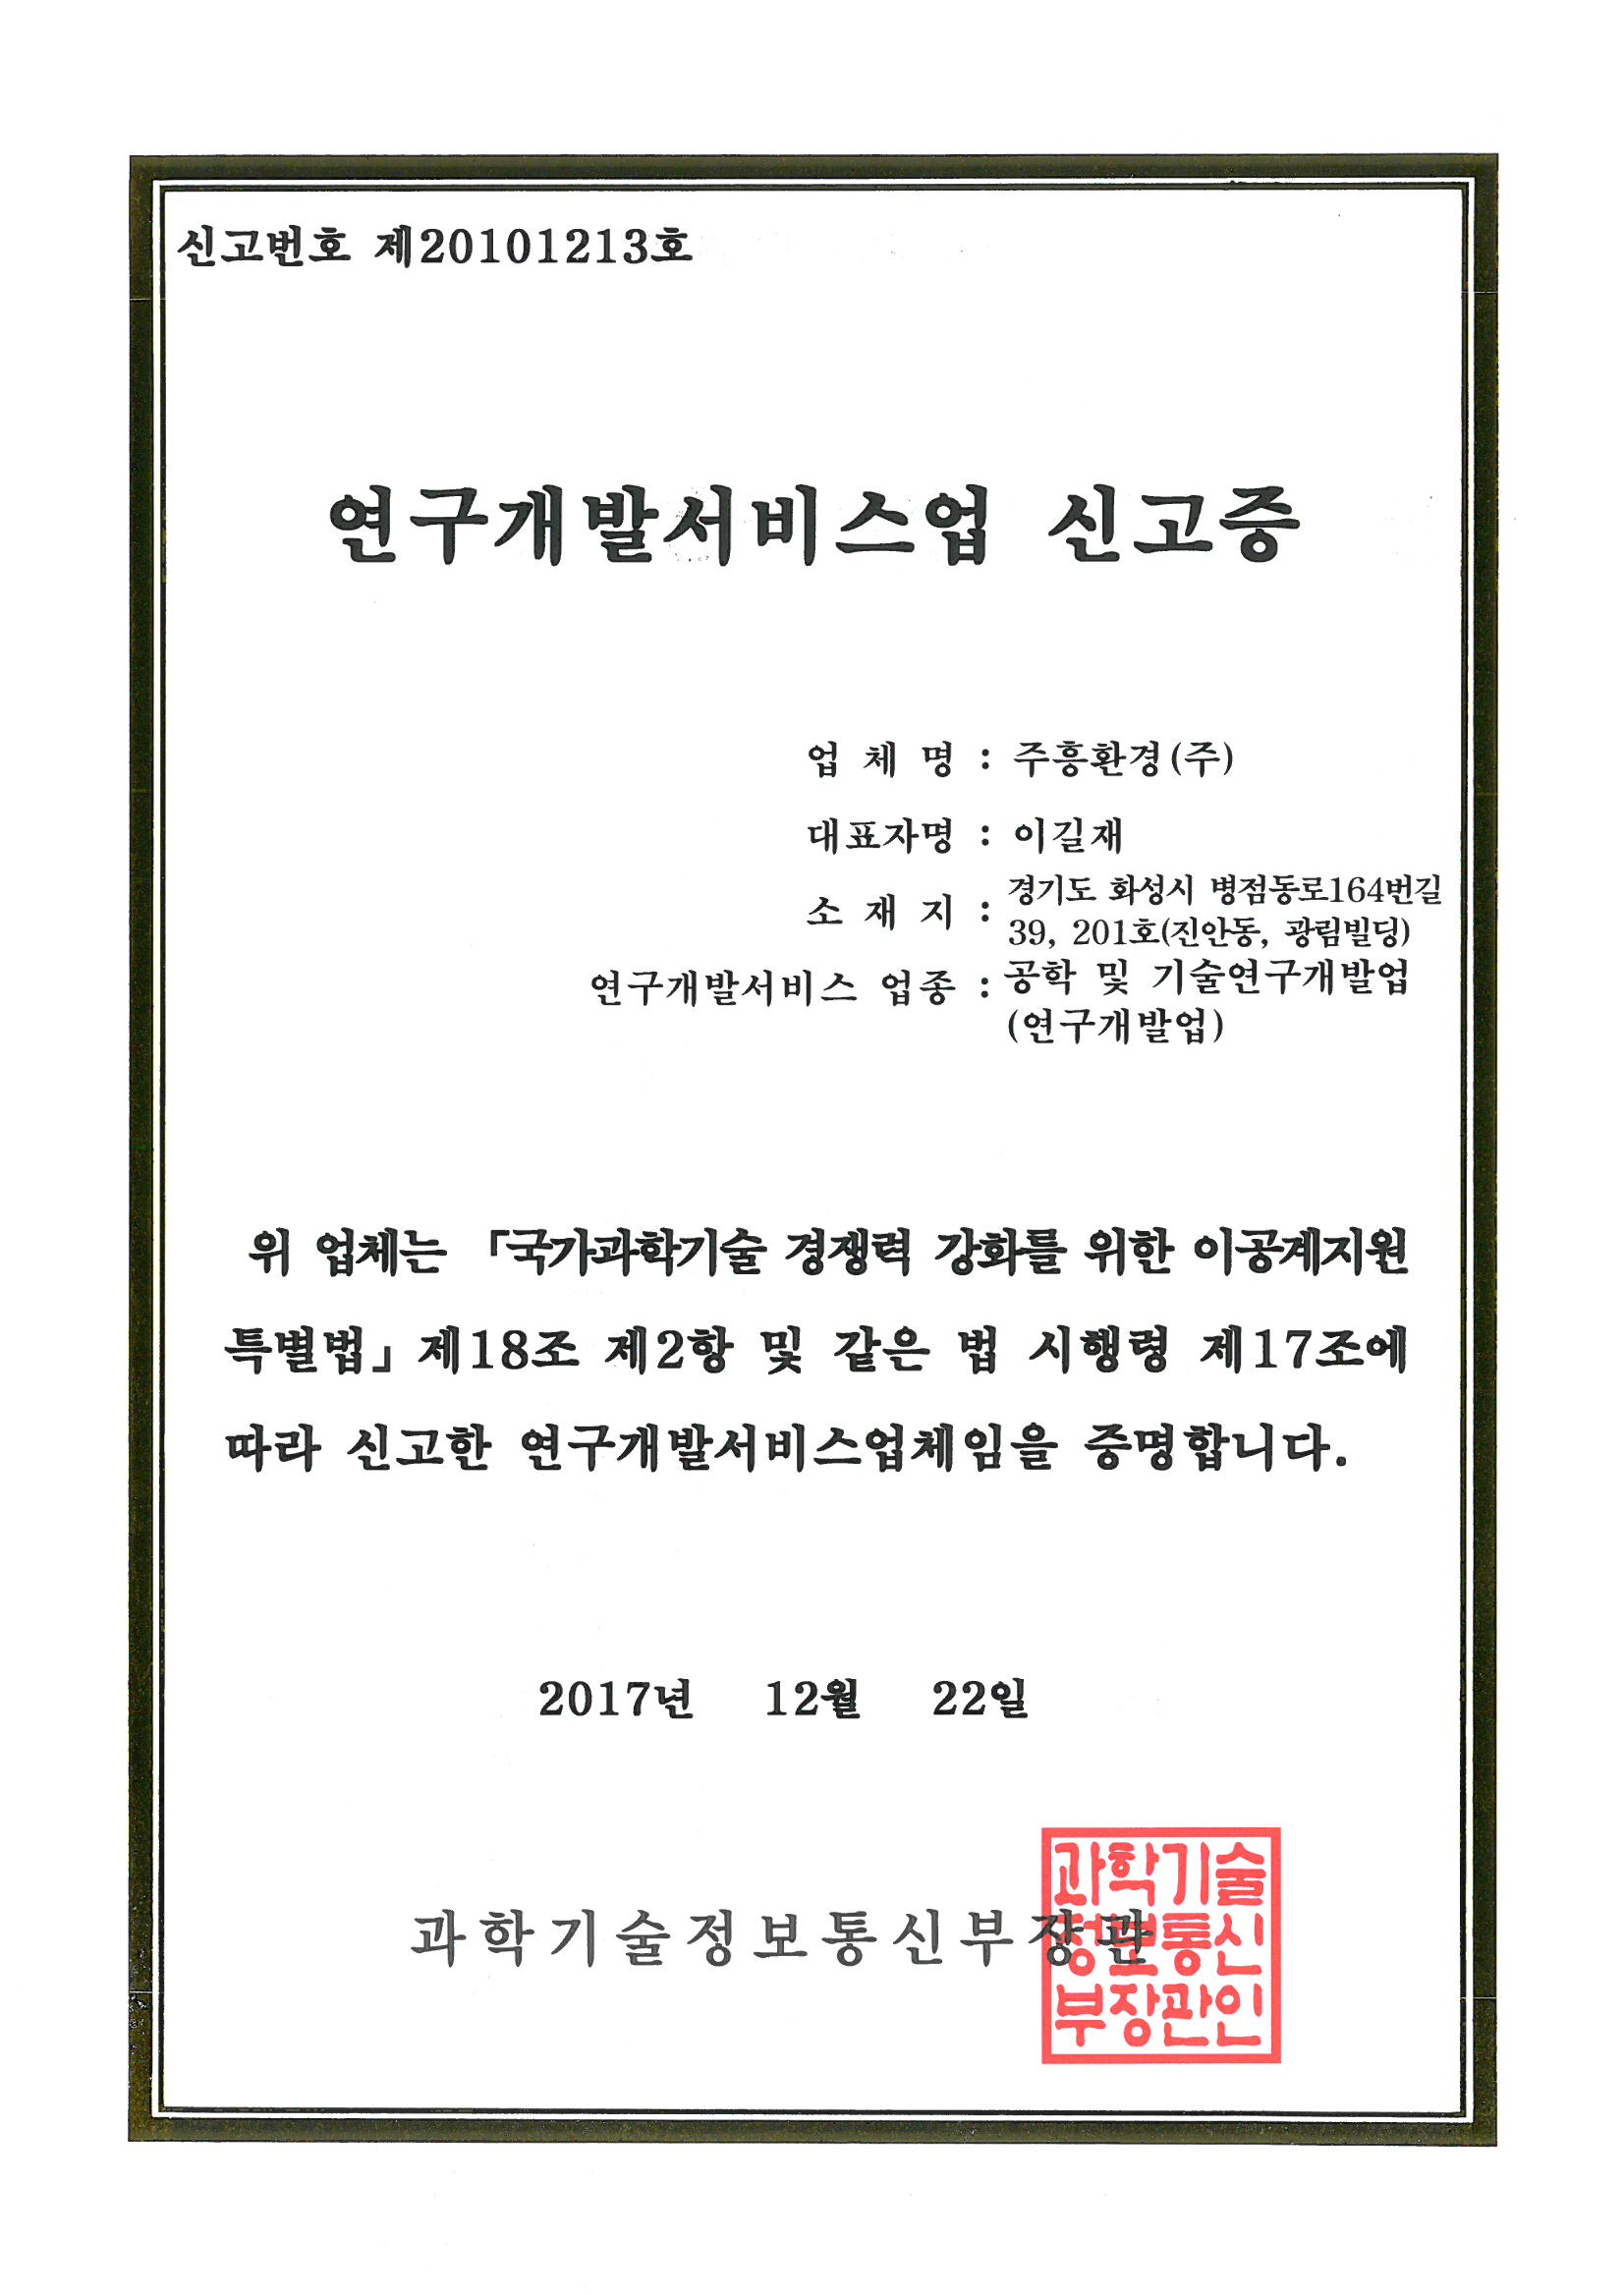 신고번호 제20101213호
연구개발서비스업 신고증
업 체 명 : 주흥환경(주)
대표자명 : 이길재
소 재 지 : 경기도 화성시 병점동로164번길
39, 201호(진안동, 광림빌딩)
연구개발서비스 업종 : 공학 및 기술연구개발업
(연구개발업)
위 업체는 「국가과학기술 경쟁력 강화를 위한 이공계지원
특별법」제18조 제2항 및 같은 법 시행령 제17조에
따라 신고한 연구개발서비스업체임을 증명합니다.
2017년 12월 22일
과학기술정보통신부장관
과학기술
정보통신
부장관인